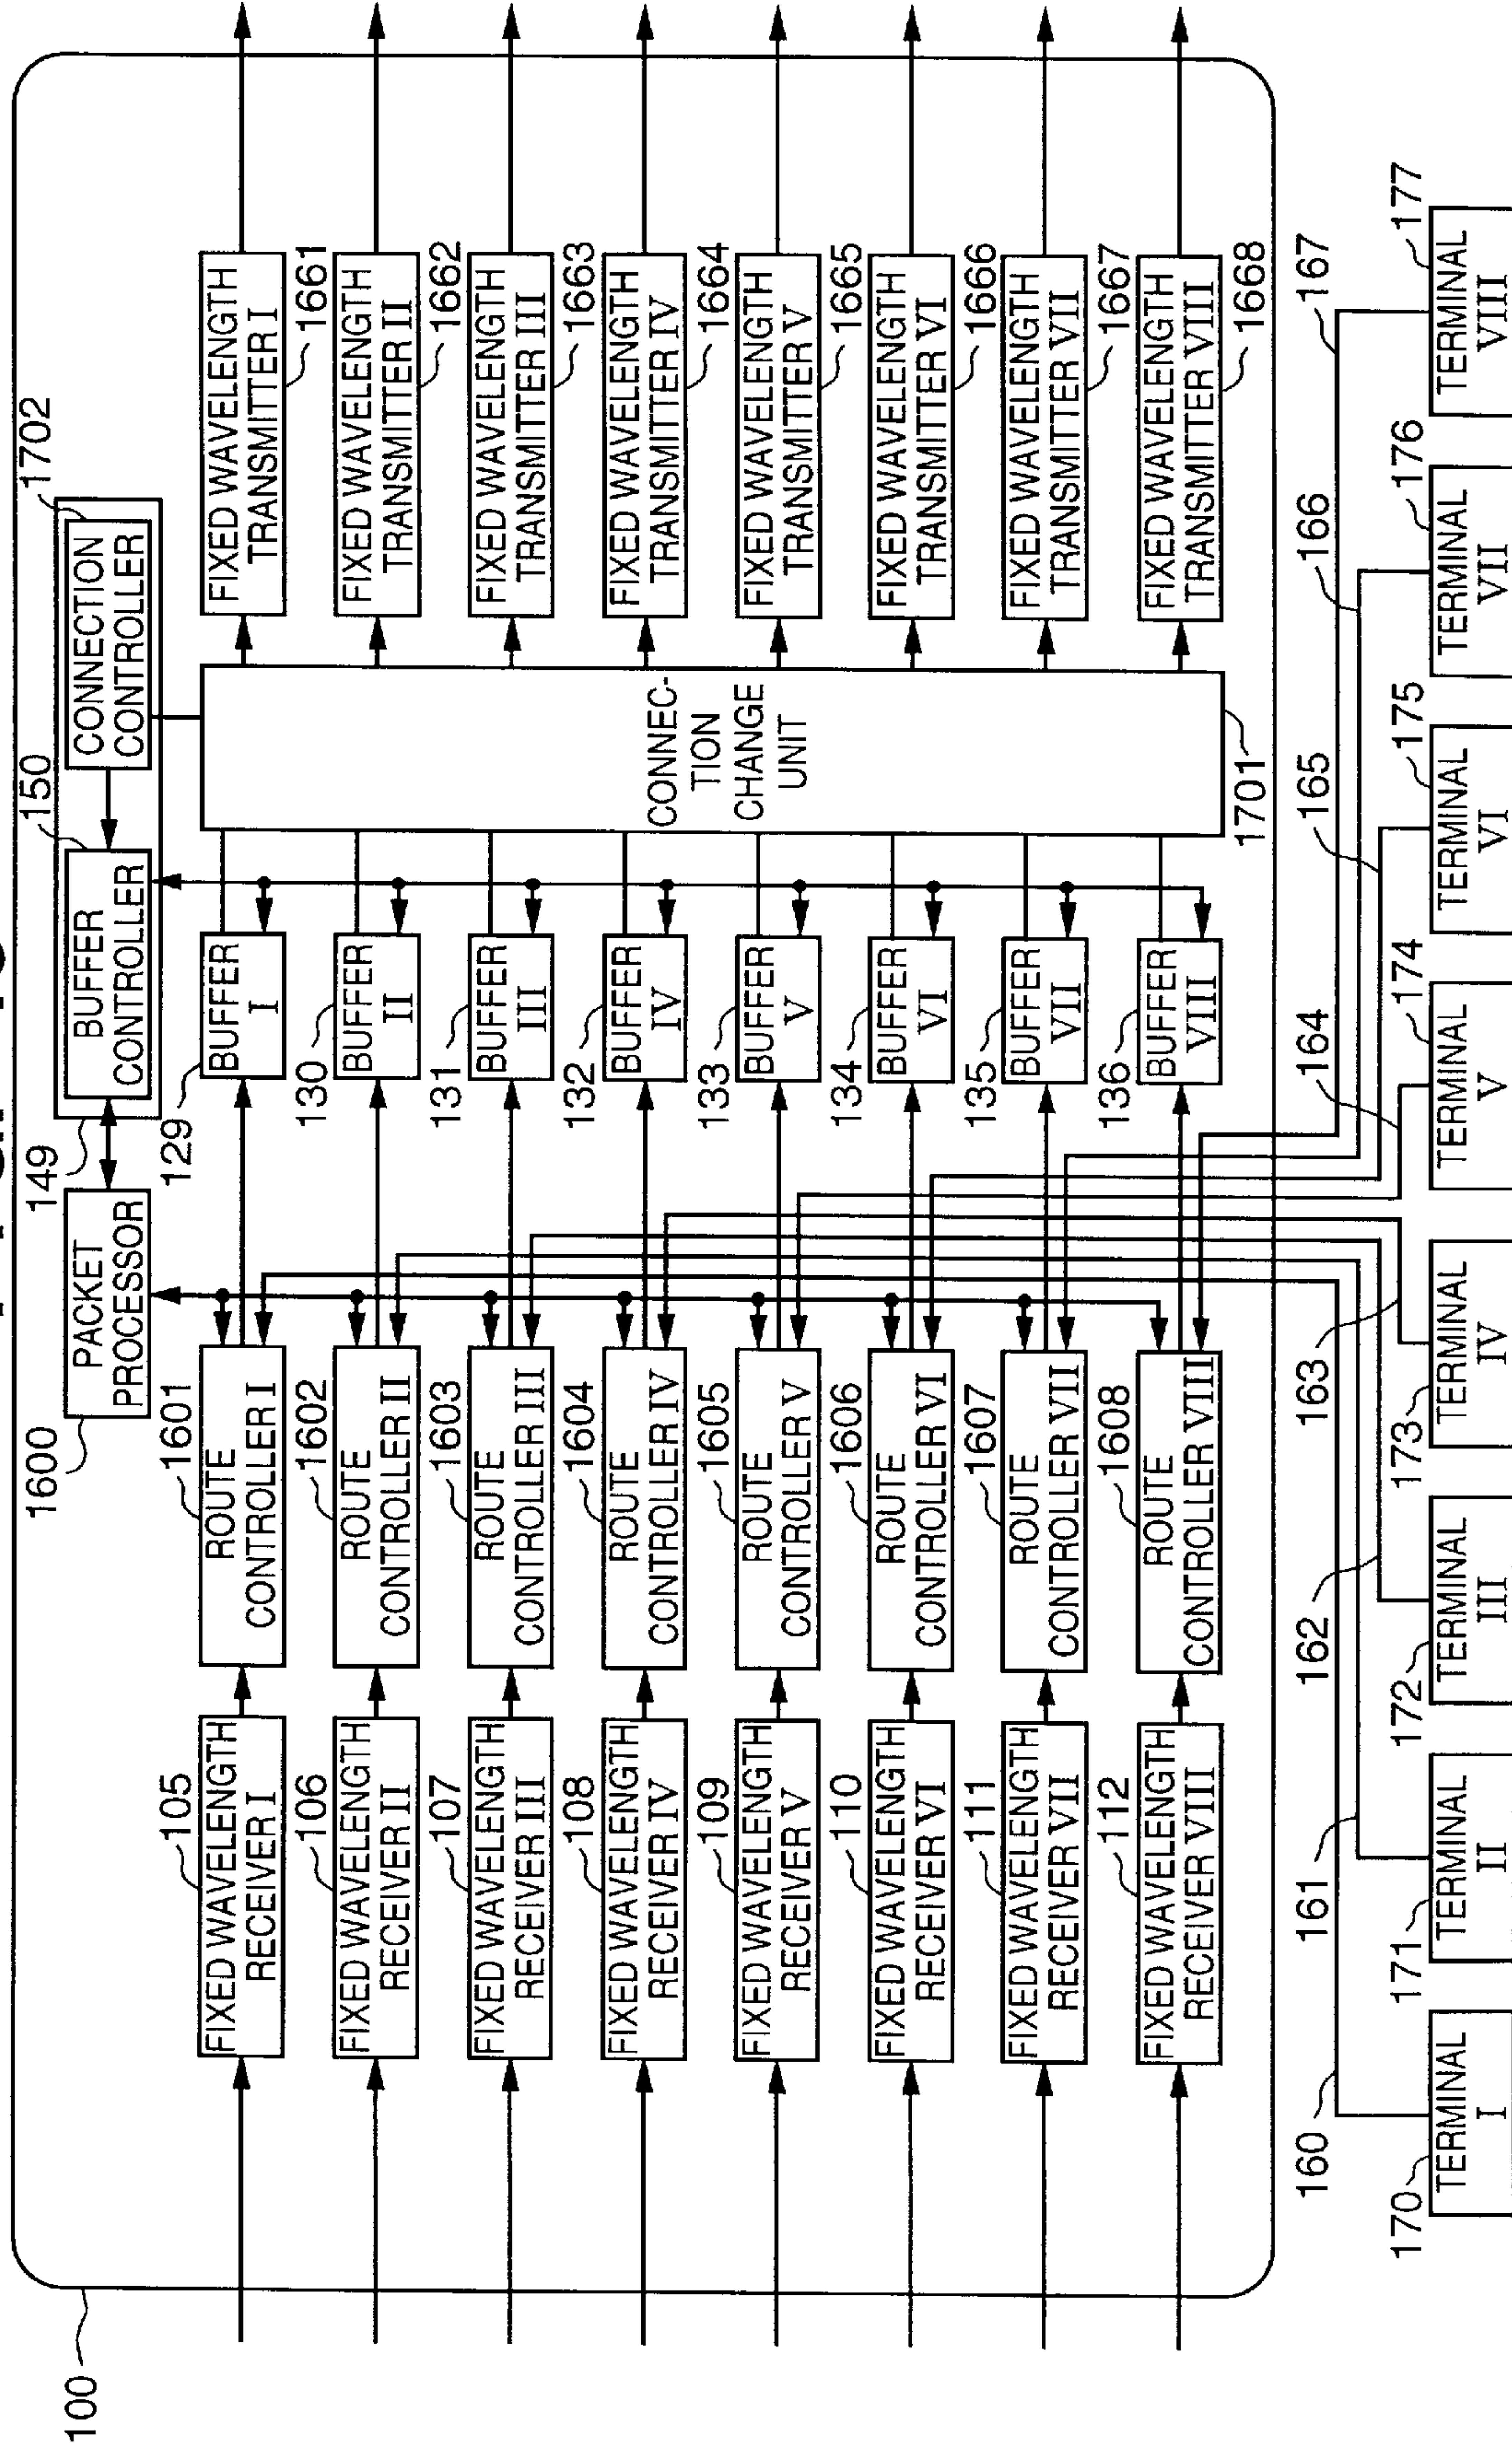 100
1600
PACKET
PROCESSOR
149
150
BUFFER
CONTROLLER
1702
CONNECTION
CONTROLLER
105
FIXED WAVELENGTH
RECEIVER I
1601
ROUTE
CONTROLLER I
129
BUFFER
I
FIXED WAVELENGTH
TRANSMITTER I
1661
106
FIXED WAVELENGTH
RECEIVER II
1602
ROUTE
CONTROLLER II
130
BUFFER
II
FIXED WAVELENGTH
TRANSMITTER II
1662
107
FIXED WAVELENGTH
RECEIVER III
1603
ROUTE
CONTROLLER III
131
BUFFER
III
FIXED WAVELENGTH
TRANSMITTER III
1663
108
FIXED WAVELENGTH
RECEIVER IV
1604
ROUTE
CONTROLLER IV
132
BUFFER
IV
FIXED WAVELENGTH
TRANSMITTER IV
1664
109
FIXED WAVELENGTH
RECEIVER V
1605
ROUTE
CONTROLLER V
133
BUFFER
V
FIXED WAVELENGTH
TRANSMITTER V
1665
110
FIXED WAVELENGTH
RECEIVER VI
1606
ROUTE
CONTROLLER VI
134
BUFFER
VI
FIXED WAVELENGTH
TRANSMITTER VI
1666
111
FIXED WAVELENGTH
RECEIVER VII
1607
ROUTE
CONTROLLER VII
135
BUFFER
VII
FIXED WAVELENGTH
TRANSMITTER VII
1667
112
FIXED WAVELENGTH
RECEIVER VIII
1608
ROUTE
CONTROLLER VIII
136
BUFFER
VIII
FIXED WAVELENGTH
TRANSMITTER VIII
1668
CONNEC-
TION
CHANGE
UNIT
1701
160
161
162
163
164
165
166
167
170
TERMINAL
I
171
TERMINAL
II
172
TERMINAL
III
173
TERMINAL
IV
174
TERMINAL
V
175
TERMINAL
VI
176
TERMINAL
VII
177
TERMINAL
VIII